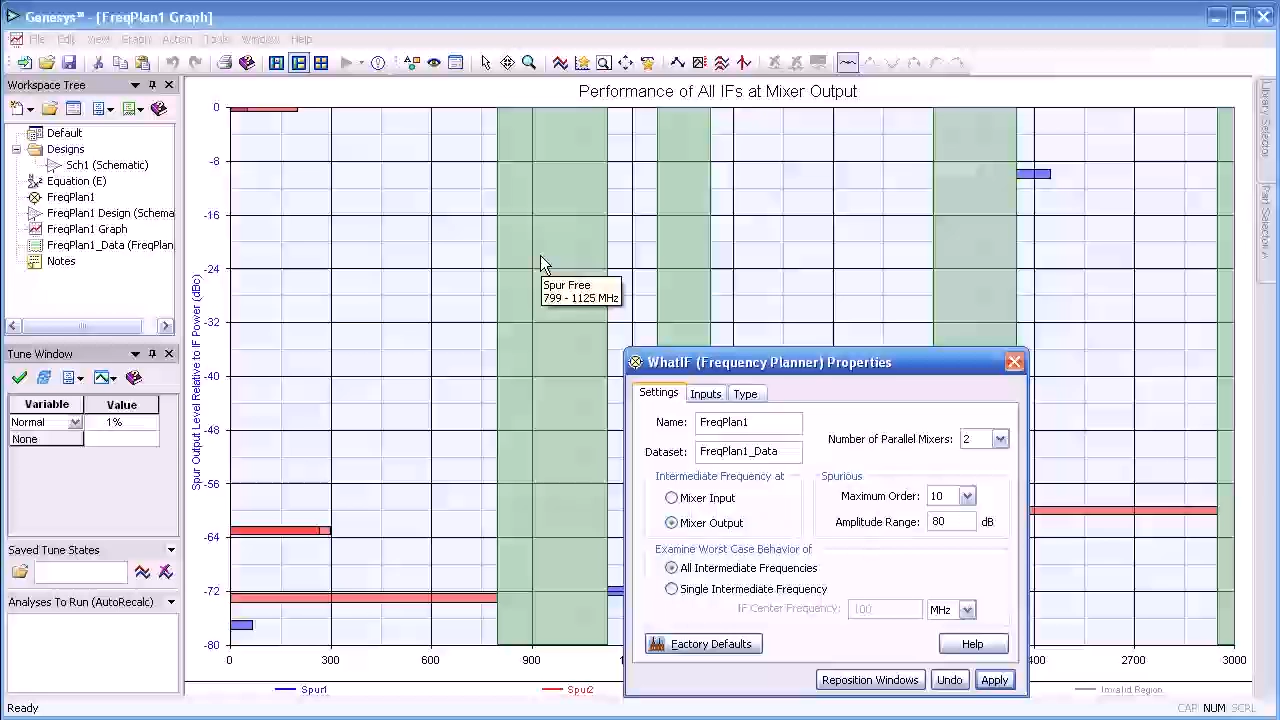 Genesys™ - [FreqPlan1 Graph]
File Edit View Graph Action Tools Window Help
Workspace Tree
Default
Designs
Sch1 (Schematic)
Equation (E)
FreqPlan1
FreqPlan1 Design (Schema
FreqPlan1 Graph
FreqPlan1_Data (FreqPlan
Notes
Tune Window
Variable Value
Normal 1%
None
Saved Tune States
Analyses To Run (AutoRecalc)
Performance of All IFs at Mixer Output
Spur Output Level Relative to IF Power (dBc)
0
-8
-16
-24
-32
-40
-48
-56
-64
-72
-80
0 300 600 900 1 400 2700 3000
Spur1 Spur2 Invalid Region
Spur Free
799 - 1125 MHz
WhatIF (Frequency Planner) Properties
Settings Inputs Type
Name: FreqPlan1
Number of Parallel Mixers: 2
Dataset: FreqPlan1_Data
Intermediate Frequency at
Mixer Input
Mixer Output
Spurious
Maximum Order: 10
Amplitude Range: 80 dB
Examine Worst Case Behavior of
All Intermediate Frequencies
Single Intermediate Frequency
IF Center Frequency: 100 MHz
Factory Defaults Help
Reposition Windows Undo Apply
Library Selector
Part Selector A
Ready
CAP NUM SCRL